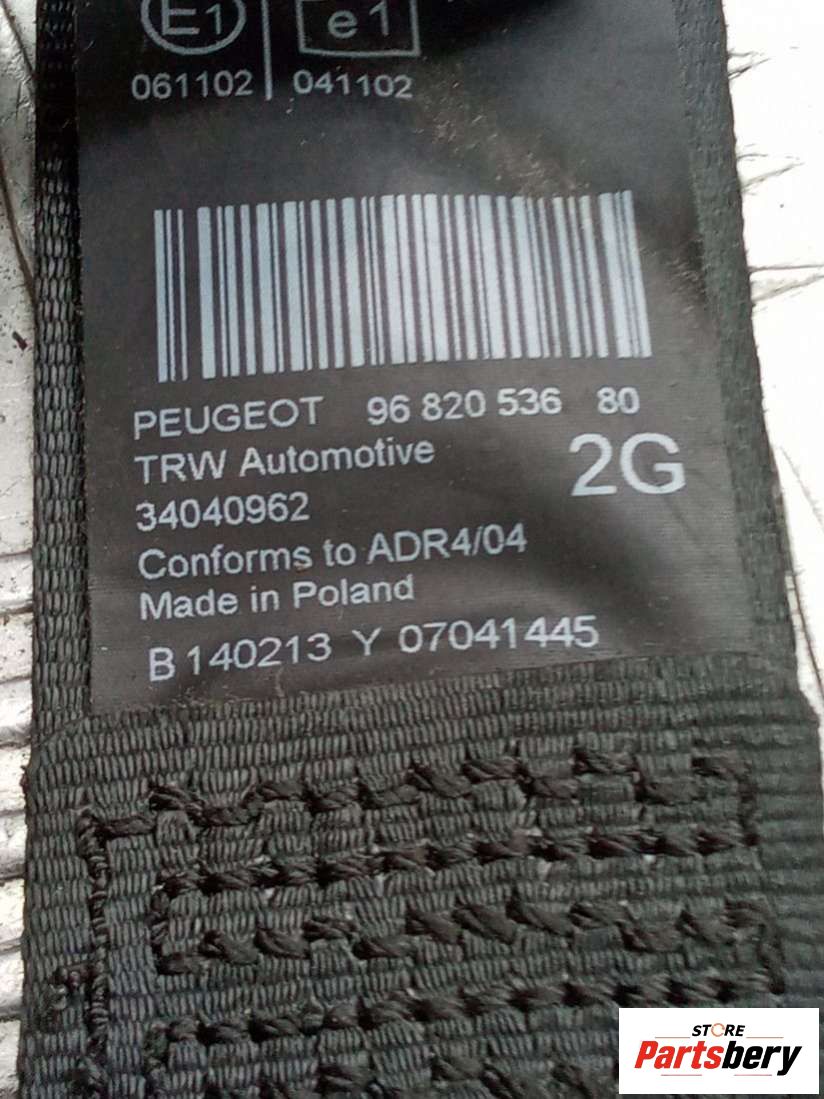 E1 e1
061102 041102
PEUGEOT 96 820 536 80
TRW Automotive 2G
34040962
Conforms to ADR4/04
Made in Poland
B 140213 Y 07041445
STORE
Partsbery